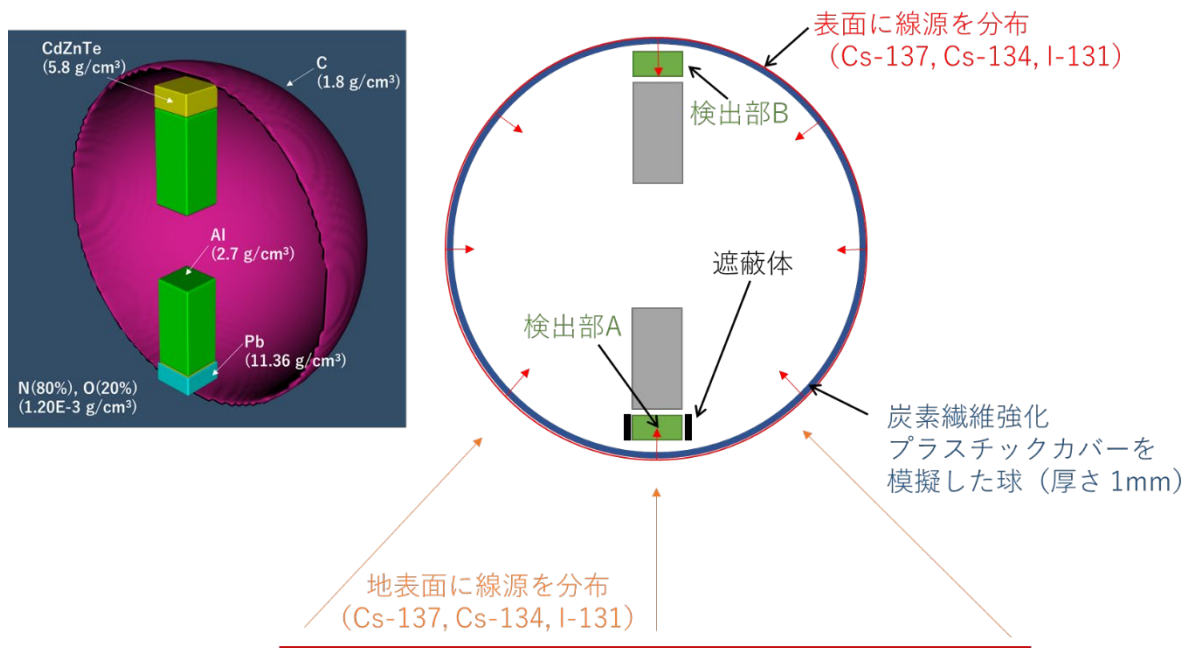 CdZnTe
(5.8 g/cm³)
C
(1.8 g/cm³)
Al
(2.7 g/cm³)
Pb
(11.36 g/cm³)
N(80%), O(20%)
(1.20E-3 g/cm³)
表面に線源を分布
(Cs-137, Cs-134, I-131)
検出部B
遮蔽体
検出部A
炭素繊維強化
プラスチックカバーを
模擬した球（厚さ 1mm）
地表面に線源を分布
(Cs-137, Cs-134, I-131)